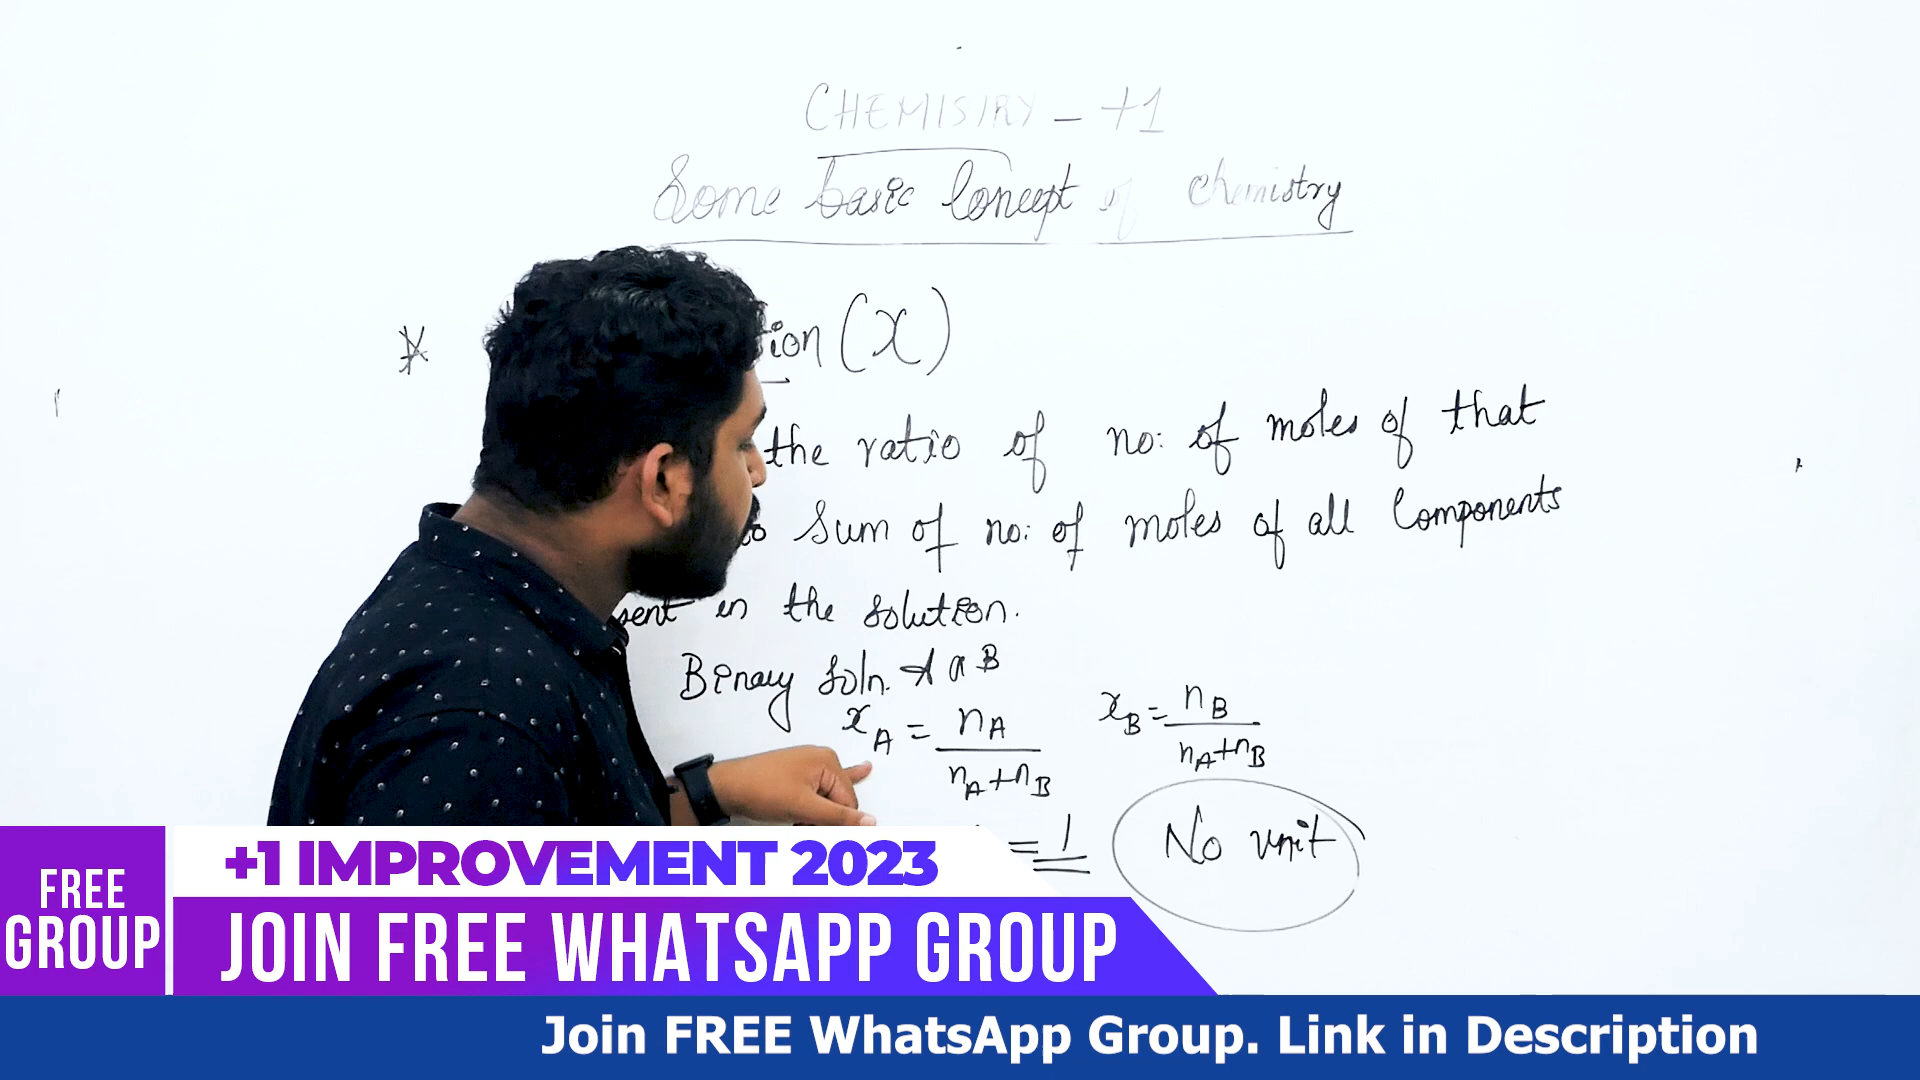 CHEMISTRY - +1
Some basic Concept of chemistry
* ion (x)
the ratio of no: of moles of that
to Sum of no: of moles of all Components
sent in the solution.
Binary soln. A a B
xA = nA / nA+nB xB = nB / nA+nB
= 1 No unit
+1 IMPROVEMENT 2023
FREE GROUP
JOIN FREE WHATSAPP GROUP
Join FREE WhatsApp Group. Link in Description